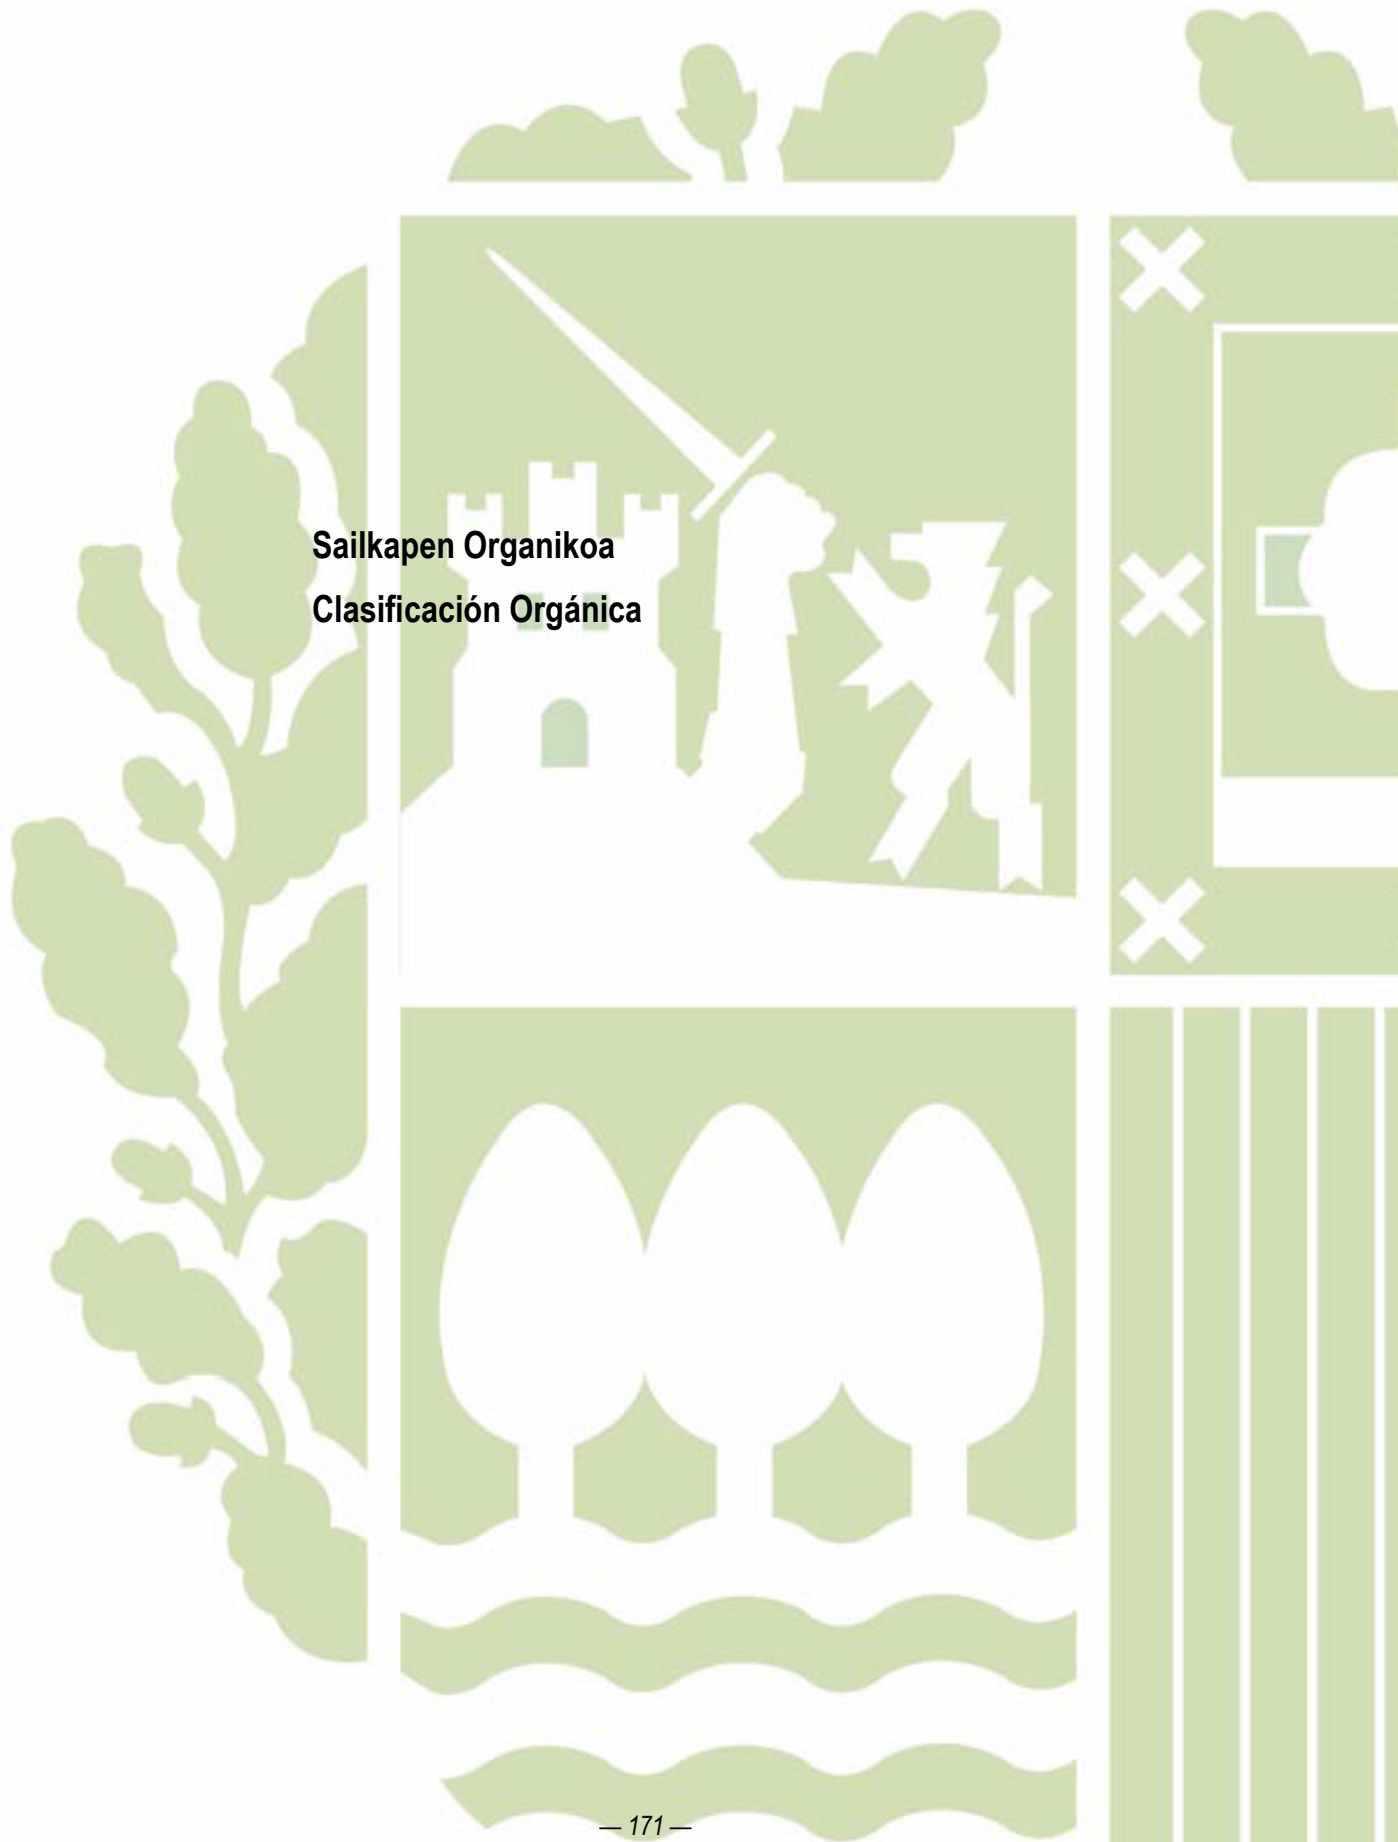 Sailkapen Organikoa
Clasificación Orgánica
— 171 —